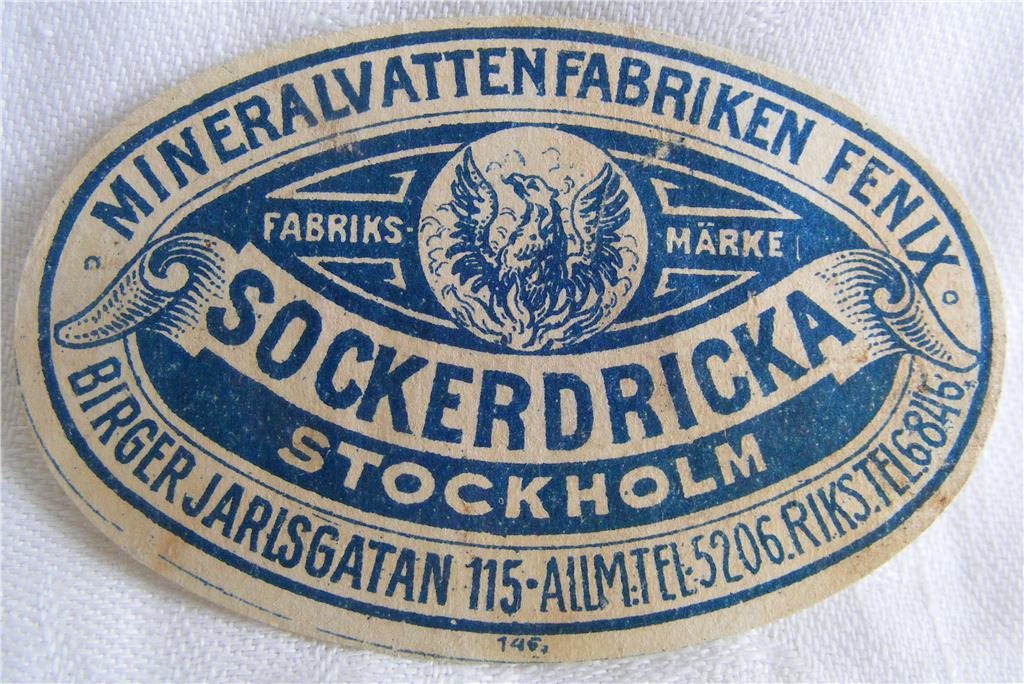 MINERALVATTENFABRIKEN FENIX
FABRIKS- MÄRKE
SOCKERDRICKA
STOCKHOLM
BIRGER JARLSGATAN 115·ALLM.TEL.5206.RIKS.TEL.6846
146.